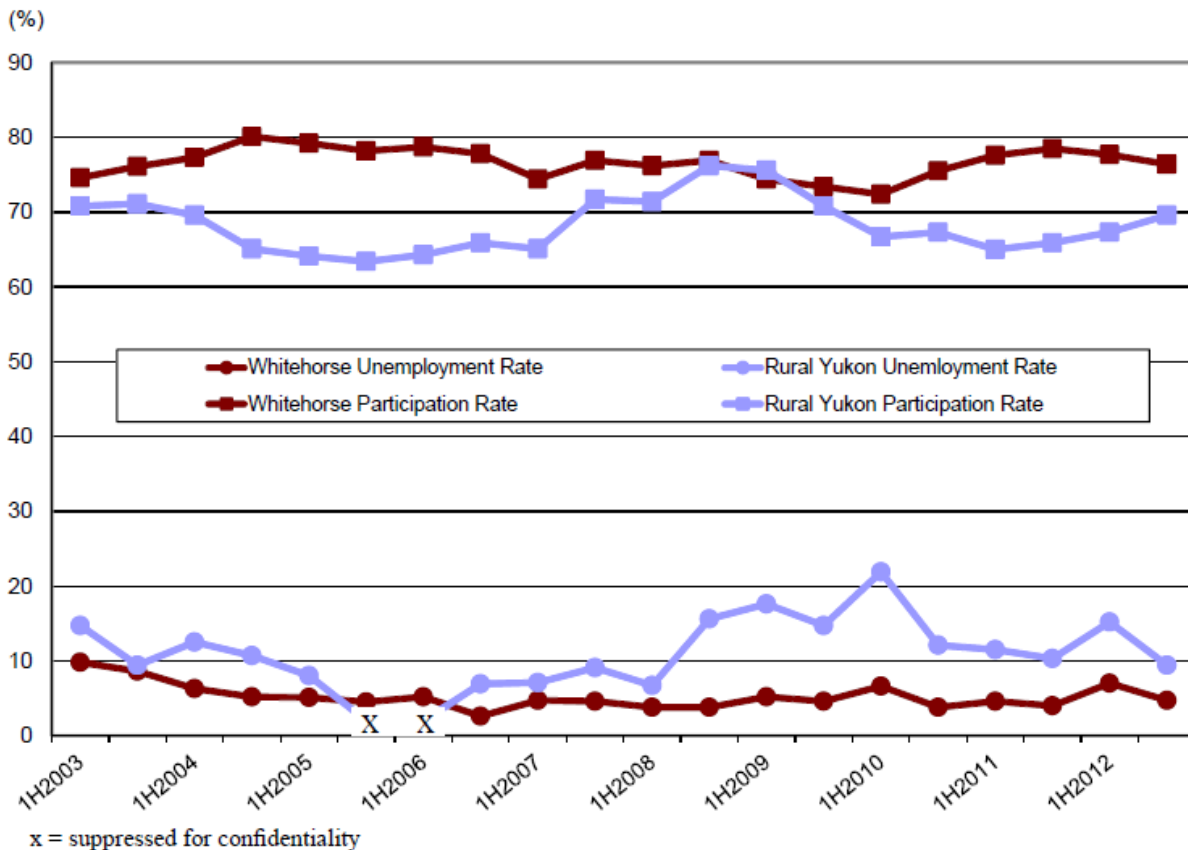 (%)
90
80
70
60
50
Whitehorse Unemployment Rate Rural Yukon Unemloyment Rate
Whitehorse Participation Rate Rural Yukon Participation Rate
40
30
20
10
0
X X
1H2003 1H2004 1H2005 1H2006 1H2007 1H2008 1H2009 1H2010 1H2011 1H2012
x = suppressed for confidentiality